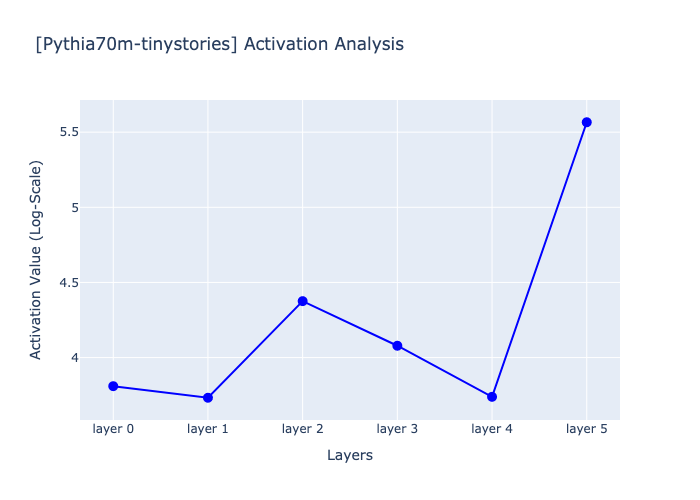 [Pythia70m-tinystories] Activation Analysis
Activation Value (Log-Scale)
5.5
5
4.5
4
layer 0
layer 1
layer 2
layer 3
layer 4
layer 5
Layers